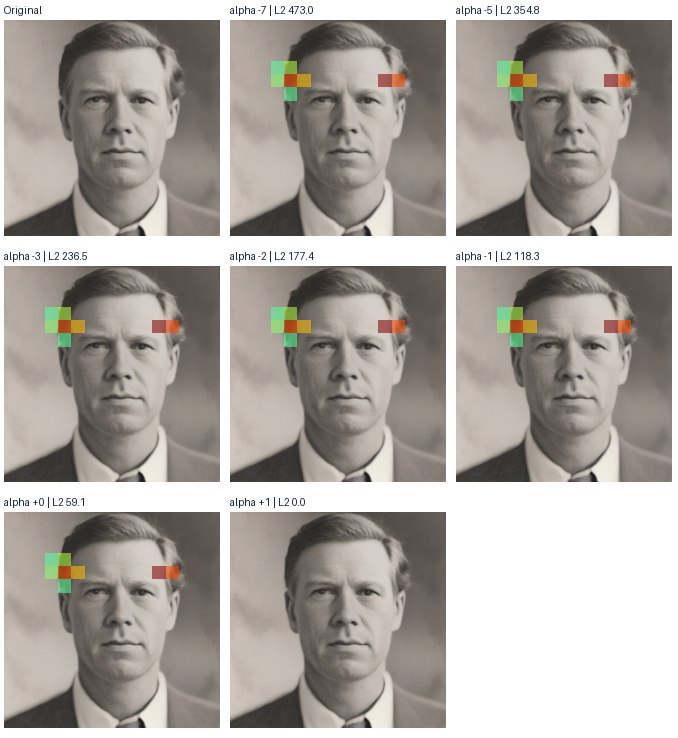 Original
alpha -7 | L2 473.0
alpha -5 | L2 354.8
alpha -3 | L2 236.5
alpha -2 | L2 177.4
alpha -1 | L2 118.3
alpha +0 | L2 59.1
alpha +1 | L2 0.0